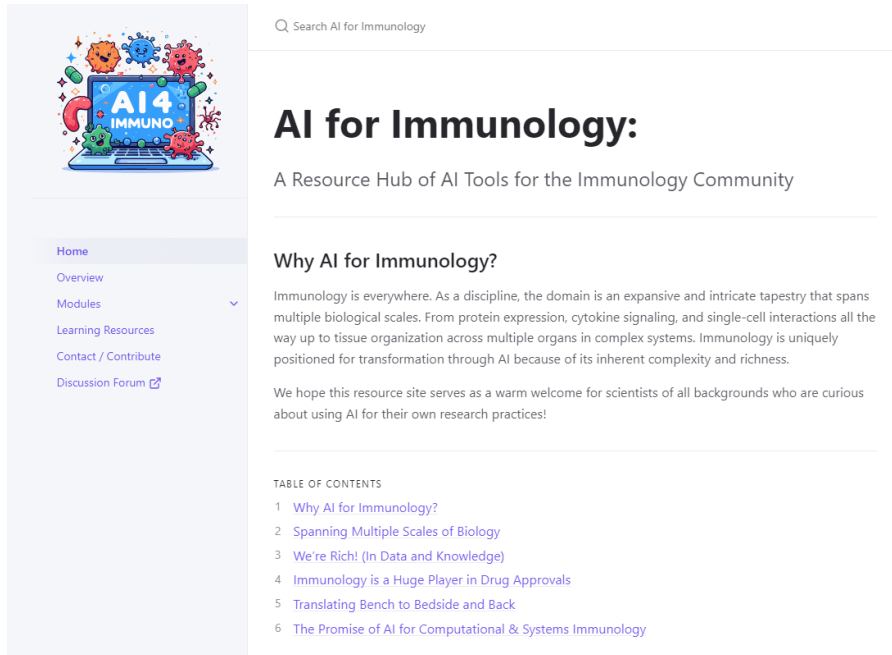 AI4
IMMUNO
Home
Overview
Modules
Learning Resources
Contact / Contribute
Discussion Forum
Search AI for Immunology
AI for Immunology:
A Resource Hub of AI Tools for the Immunology Community
Why AI for Immunology?
Immunology is everywhere. As a discipline, the domain is an expansive and intricate tapestry that spans
multiple biological scales. From protein expression, cytokine signaling, and single-cell interactions all the
way up to tissue organization across multiple organs in complex systems. Immunology is uniquely
positioned for transformation through AI because of its inherent complexity and richness.
We hope this resource site serves as a warm welcome for scientists of all backgrounds who are curious
about using AI for their own research practices!
TABLE OF CONTENTS
1 Why AI for Immunology?
2 Spanning Multiple Scales of Biology
3 We're Rich! (In Data and Knowledge)
4 Immunology is a Huge Player in Drug Approvals
5 Translating Bench to Bedside and Back
6 The Promise of AI for Computational & Systems Immunology